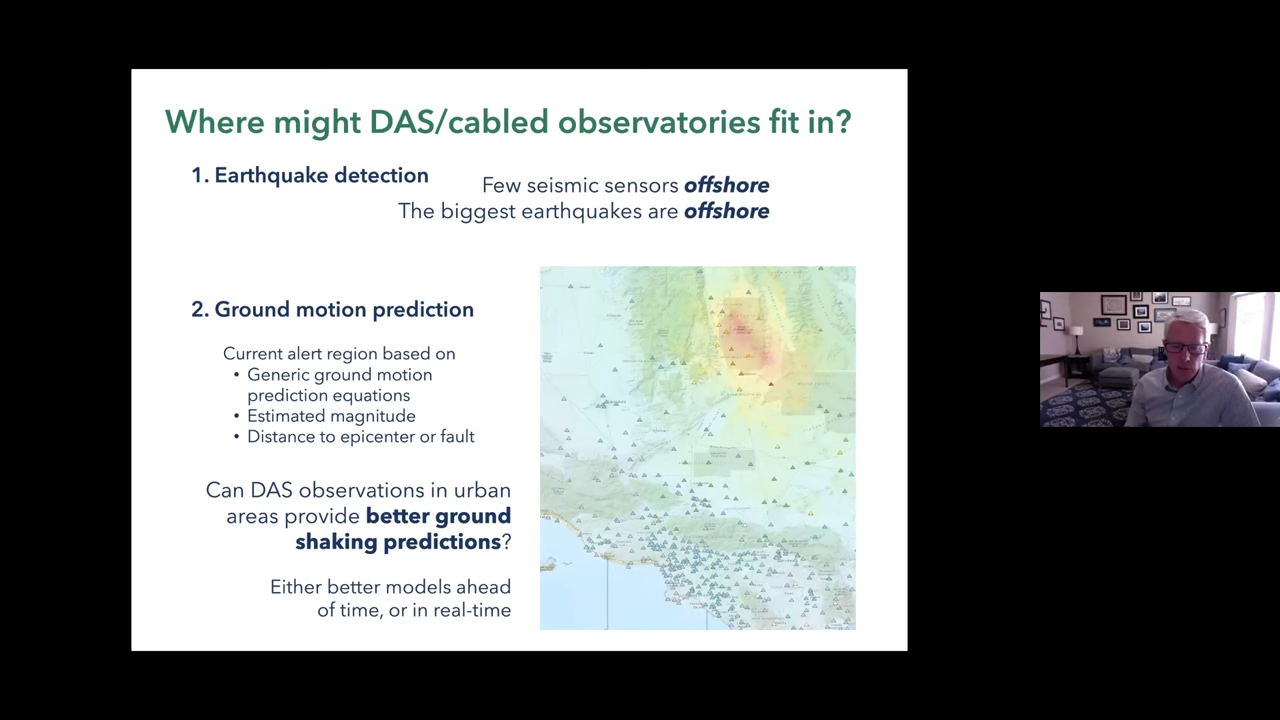 Where might DAS/cabled observatories fit in?
1. Earthquake detection
Few seismic sensors offshore
The biggest earthquakes are offshore
2. Ground motion prediction
Current alert region based on
• Generic ground motion
prediction equations
• Estimated magnitude
• Distance to epicenter or fault
Can DAS observations in urban
areas provide better ground
shaking predictions?
Either better models ahead
of time, or in real-time